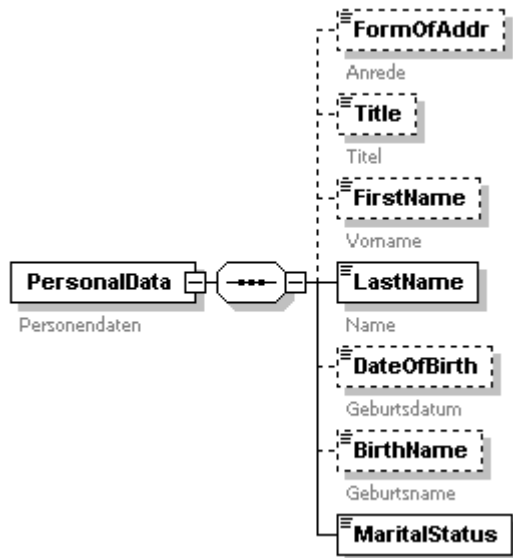 FormOfAddr
Anrede
Title
Titel
FirstName
Vorname
PersonalData
Personendaten
LastName
Name
DateOfBirth
Geburtsdatum
BirthName
Geburtsname
MaritalStatus